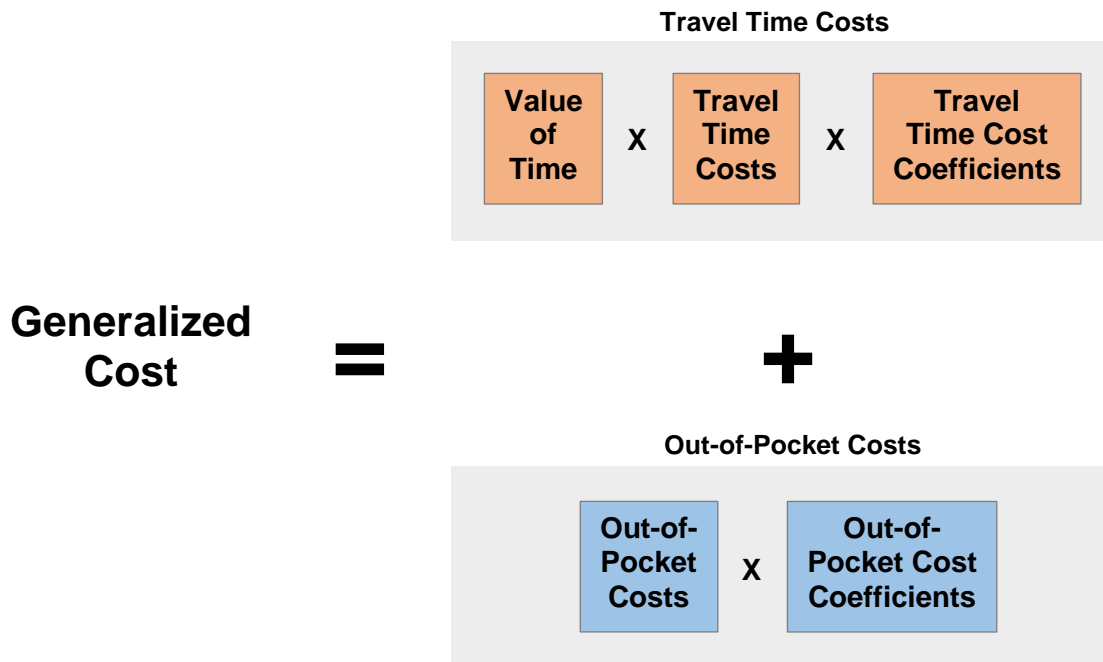 Travel Time Costs
Value
of
Time
X
Travel
Time
Costs
X
Travel
Time Cost
Coefficients
Generalized
Cost
=
+
Out-of-Pocket Costs
Out-of-
Pocket
Costs
X
Out-of-
Pocket Cost
Coefficients